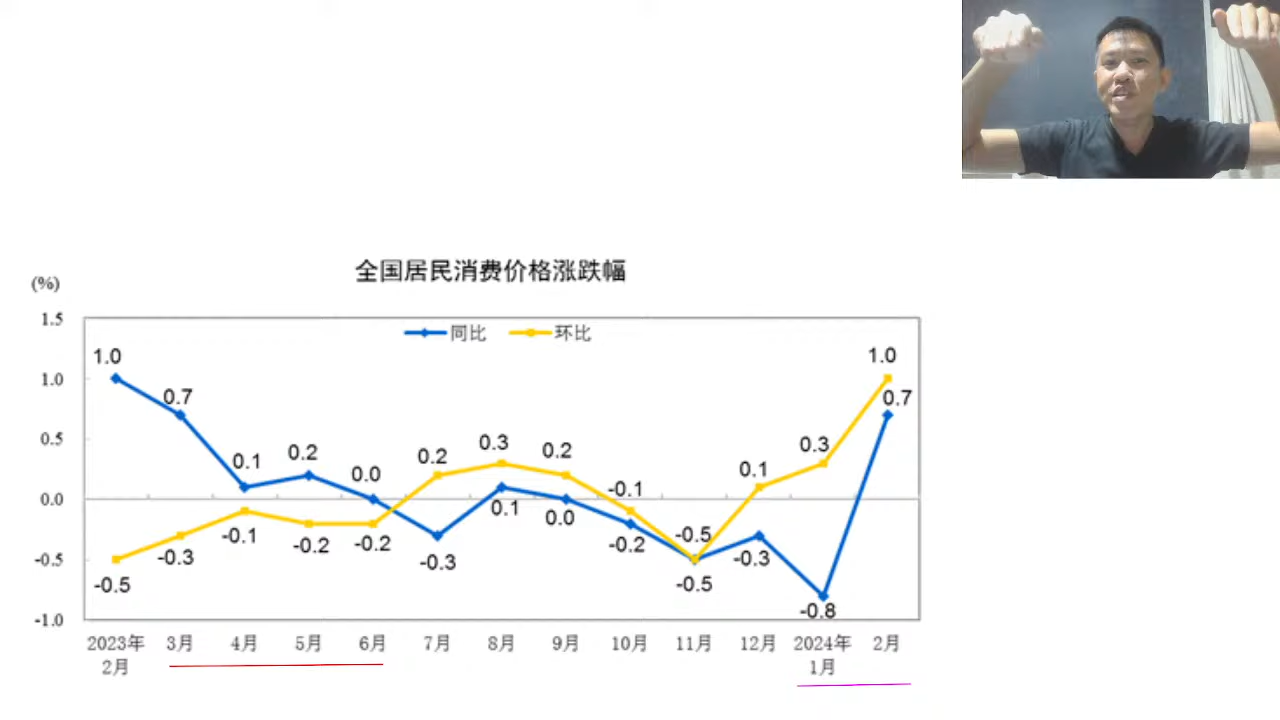 全国居民消费价格涨跌幅
(%)
同比 环比
1.5
1.0
0.5
0.0
-0.5
-1.0
1.0 0.7 0.1 0.2 0.0 -0.3 0.1 0.0 -0.2 -0.5 -0.3 -0.8 0.7
-0.5 -0.3 -0.1 -0.2 -0.2 0.2 0.3 0.2 -0.1 -0.5 0.1 0.3 1.0
2023年 3月 4月 5月 6月 7月 8月 9月 10月 11月 12月 2024年 2月
2月 1月